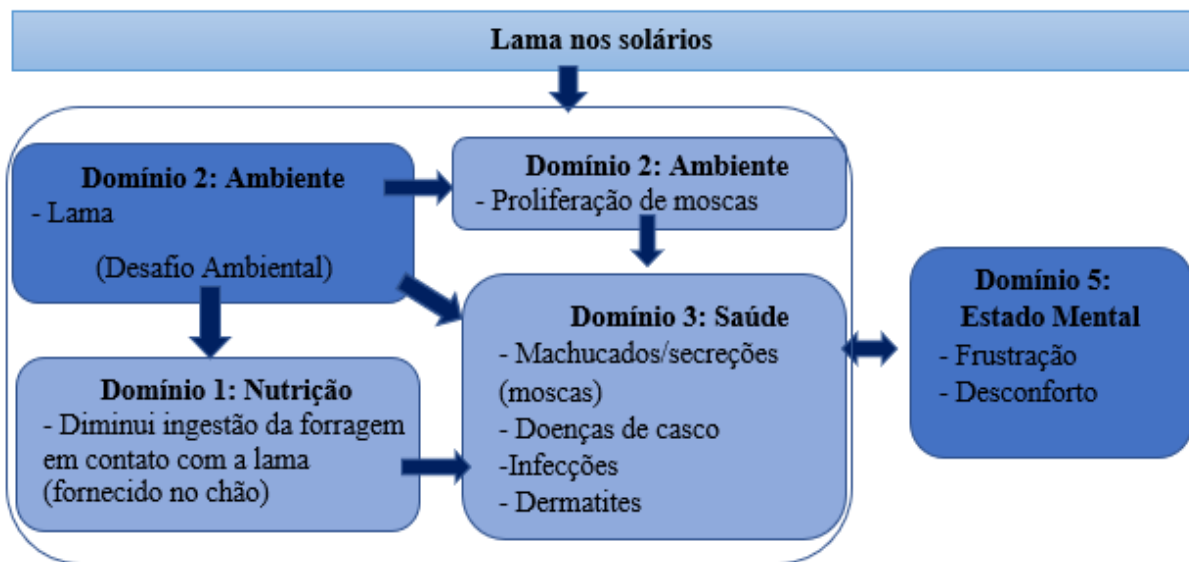 Lama nos solários
Domínio 2: Ambiente
- Lama
(Desafio Ambiental)
Domínio 2: Ambiente
- Proliferação de moscas
Domínio 1: Nutrição
- Diminui ingestão da forragem
em contato com a lama
(fornecido no chão)
Domínio 3: Saúde
- Machucados/secreções
(moscas)
- Doenças de casco
-Infecções
- Dermatites
Domínio 5:
Estado Mental
- Frustração
- Desconforto